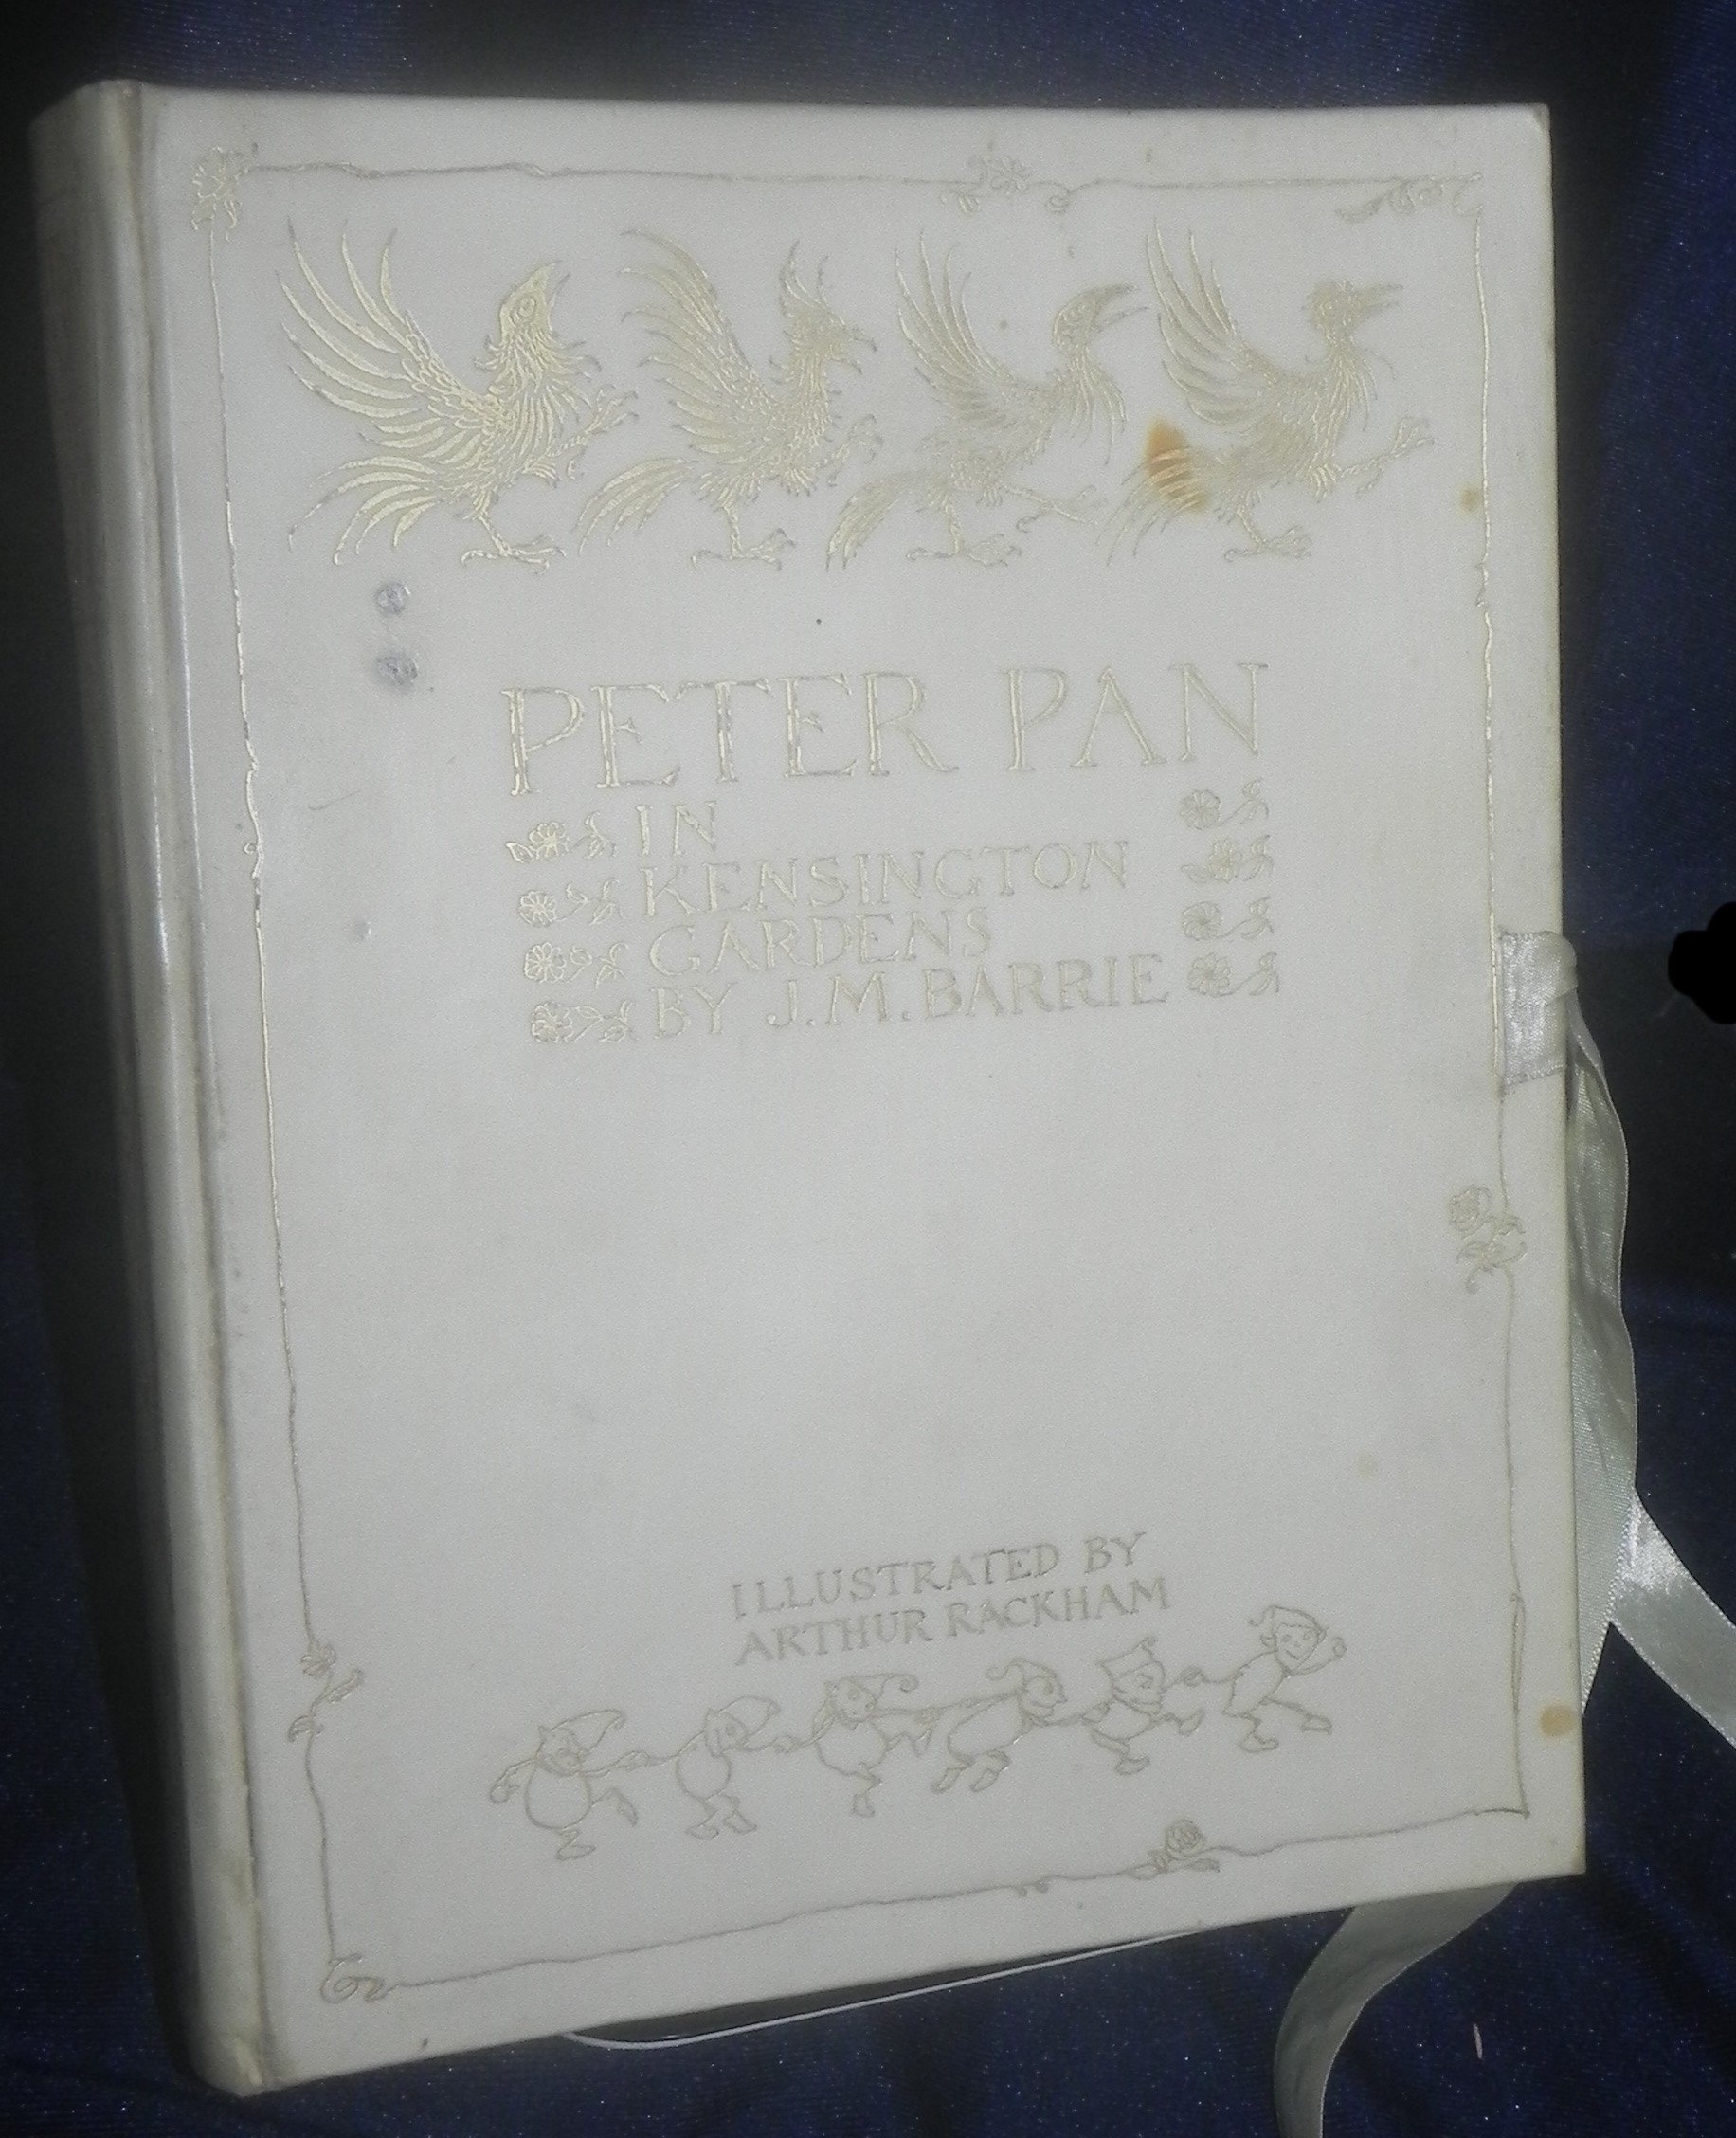 PETER PAN
IN
KENSINGTON
GARDENS
BY J.M. BARRIE
ILLUSTRATED BY
ARTHUR RACKHAM